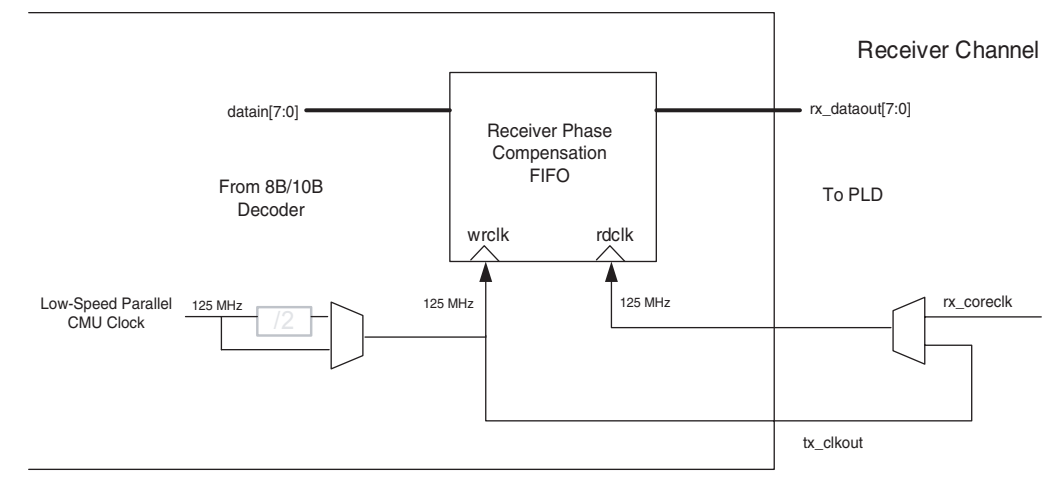 Receiver Channel
datain[7:0]
rx_dataout[7:0]
Receiver Phase
Compensation
FIFO
From 8B/10B
Decoder
To PLD
wrclk
rdclk
Low-Speed Parallel
CMU Clock
125 MHz
/2
125 MHz
125 MHz
rx_coreclk
tx_clkout